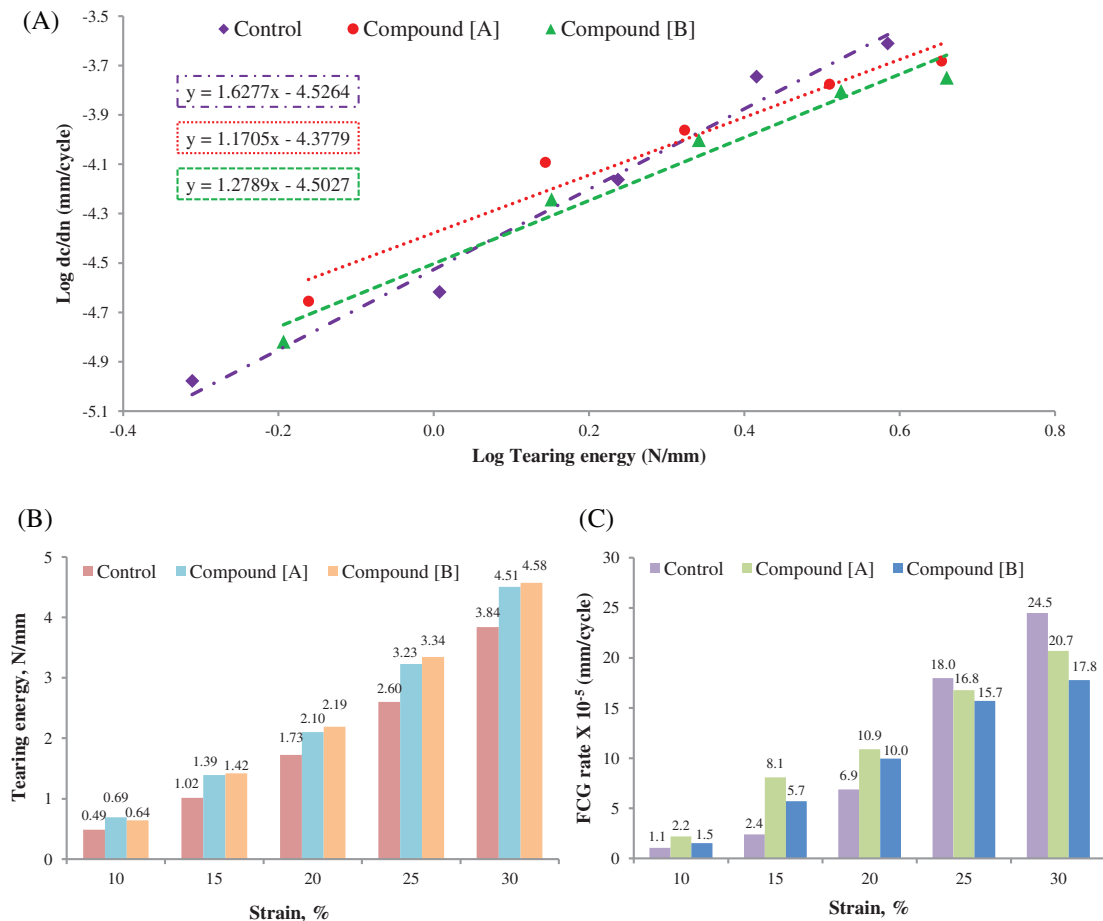 (A)
Control Compound [A] Compound [B]
y = 1.6277x - 4.5264
y = 1.1705x - 4.3779
y = 1.2789x - 4.5027
Log dc/dn (mm/cycle)
-3.5
-3.7
-3.9
-4.1
-4.3
-4.5
-4.7
-4.9
-5.1
-0.4 -0.2 0.0 0.2 0.4 0.6 0.8
Log Tearing energy (N/mm)
(B)
Control Compound [A] Compound [B]
Tearing energy, N/mm
5
4
3
2
1
0
0.49 0.69 0.64
1.02 1.39 1.42
1.73 2.10 2.19
2.60 3.23 3.34
3.84 4.51 4.58
10 15 20 25 30
Strain, %
(C)
Control Compound [A] Compound [B]
FCG rate X 10⁻⁵ (mm/cycle)
30
25
20
15
10
5
0
1.1 2.2 1.5
2.4 8.1 5.7
6.9 10.9 10.0
18.0 16.8 15.7
24.5 20.7 17.8
10 15 20 25 30
Strain, %